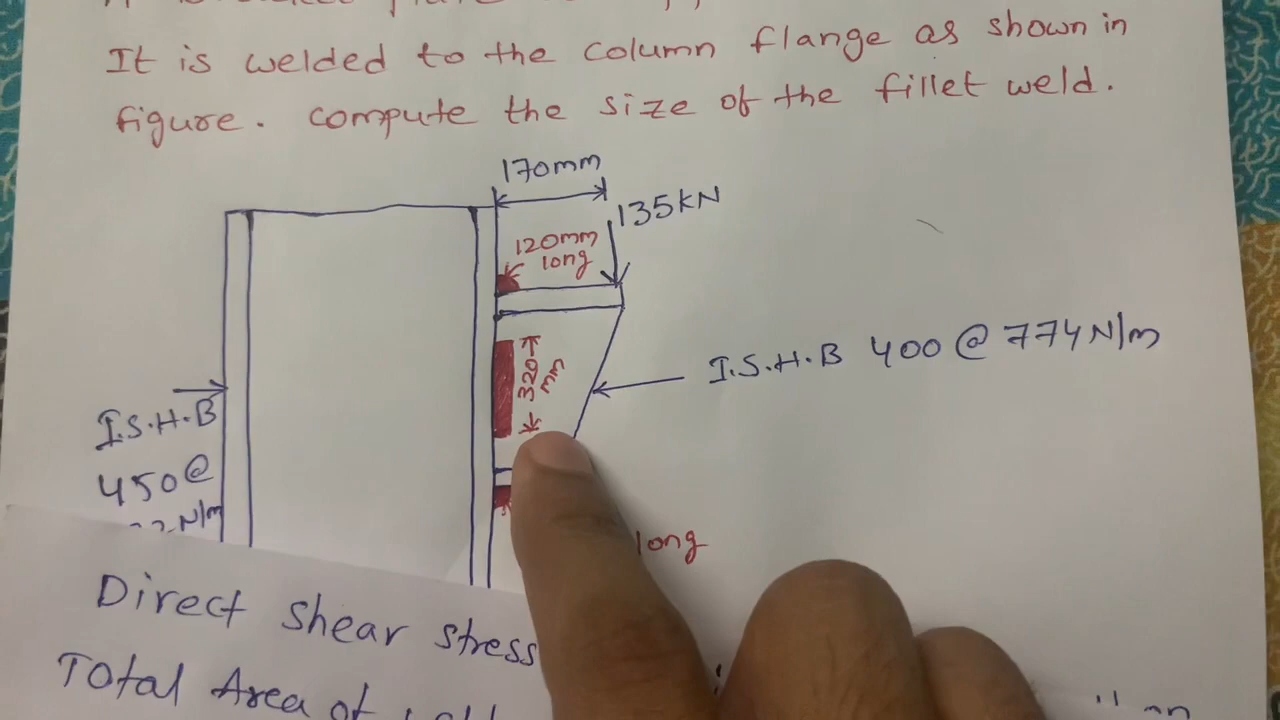 It is welded to the column flange as shown in
figure. compute the size of the fillet weld.
170mm
135kN
120mm
long
320
mm
I.S.H.B 400 @ 774N/m
I.S.H.B
450@
N/m
long
Direct shear stress
Total Area of